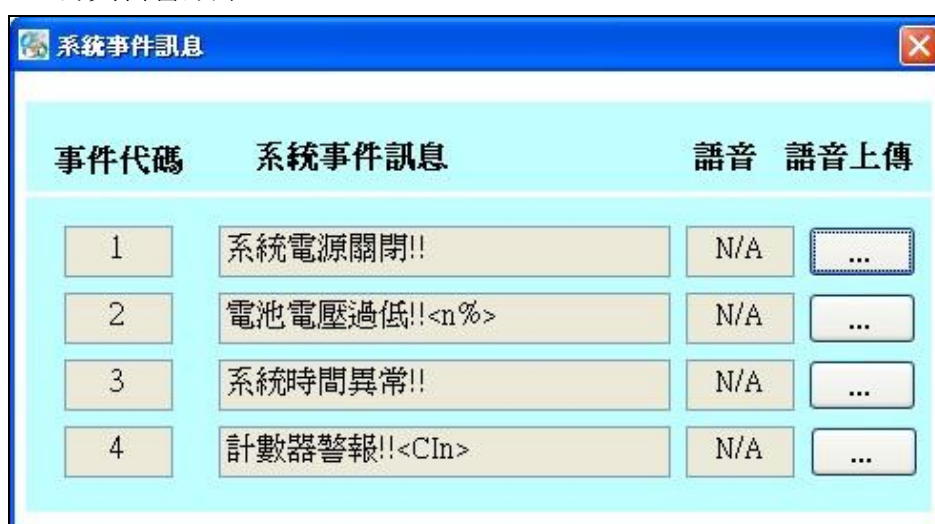 系統事件訊息
事件代碼 系統事件訊息 語音 語音上傳
1 系統電源關閉!! N/A ...
2 電池電壓過低!!<n%> N/A ...
3 系統時間異常!! N/A ...
4 計數器警報!!<CIn> N/A ...